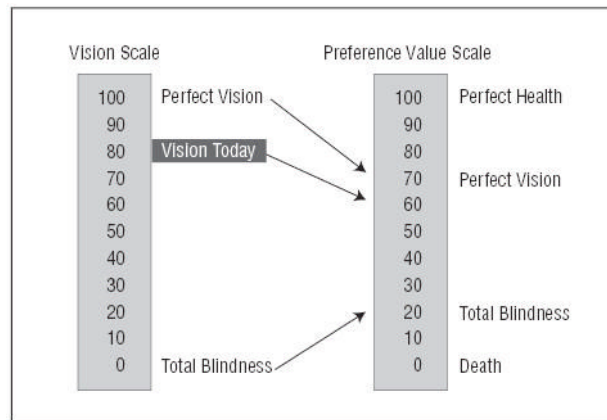 Vision Scale
Preference Value Scale
100 Perfect Vision
90
80 Vision Today
70
60
50
40
30
20
10
0 Total Blindness
100 Perfect Health
90
80
70 Perfect Vision
60
50
40
30
20 Total Blindness
10
0 Death